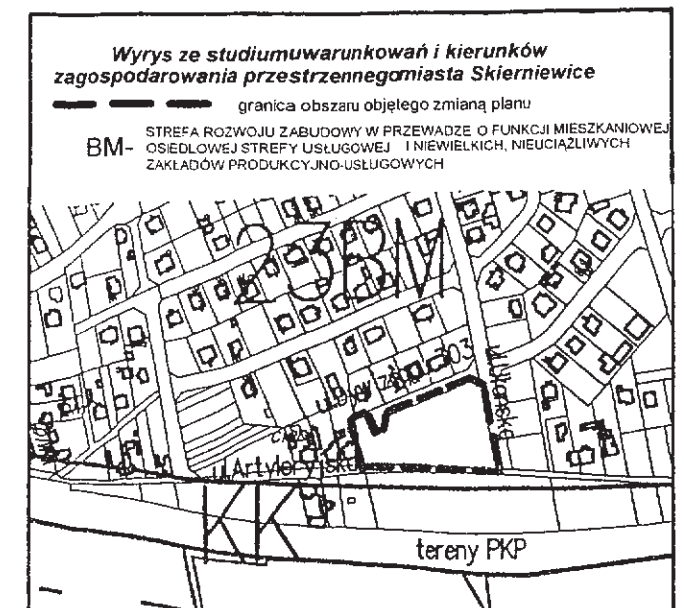 Wyrys ze studiumuwarunkowań i kierunków
zagospodarowania przestrzennegomiasta Skierniewice
granica obszaru objętego zmianą planu
BM- STREFA ROZWOJU ZABUDOWY W PRZEWADZE O FUNKCJI MIESZKANIOWEJ
OSIEDLOWEJ STREFY USŁUGOWEJ I NIEWIELKICH, NIEUCIĄŻLIWYCH
ZAKŁADÓW PRODUKCYJNO-USŁUGOWYCH
23BM
303
ul.Artyleryjska
KK
tereny PKP